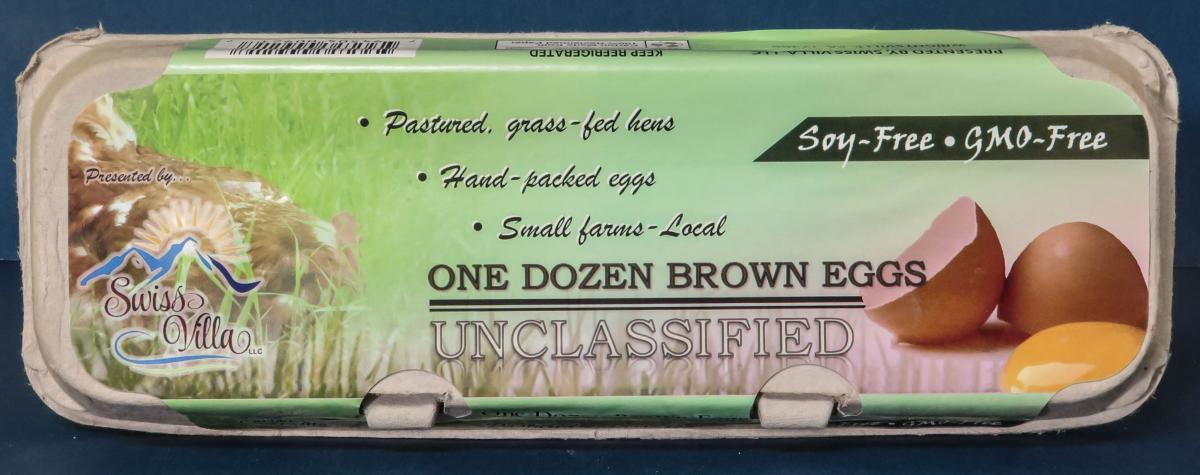 KEEP REFRIGERATED
PRESENTED BY SWISS VILLA, LLC
• Pastured, grass-fed hens
Soy-Free • GMO-Free
• Hand-packed eggs
Presented by...
• Small farms-Local
ONE DOZEN BROWN EGGS
UNCLASSIFIED
Swiss
Villa LLC